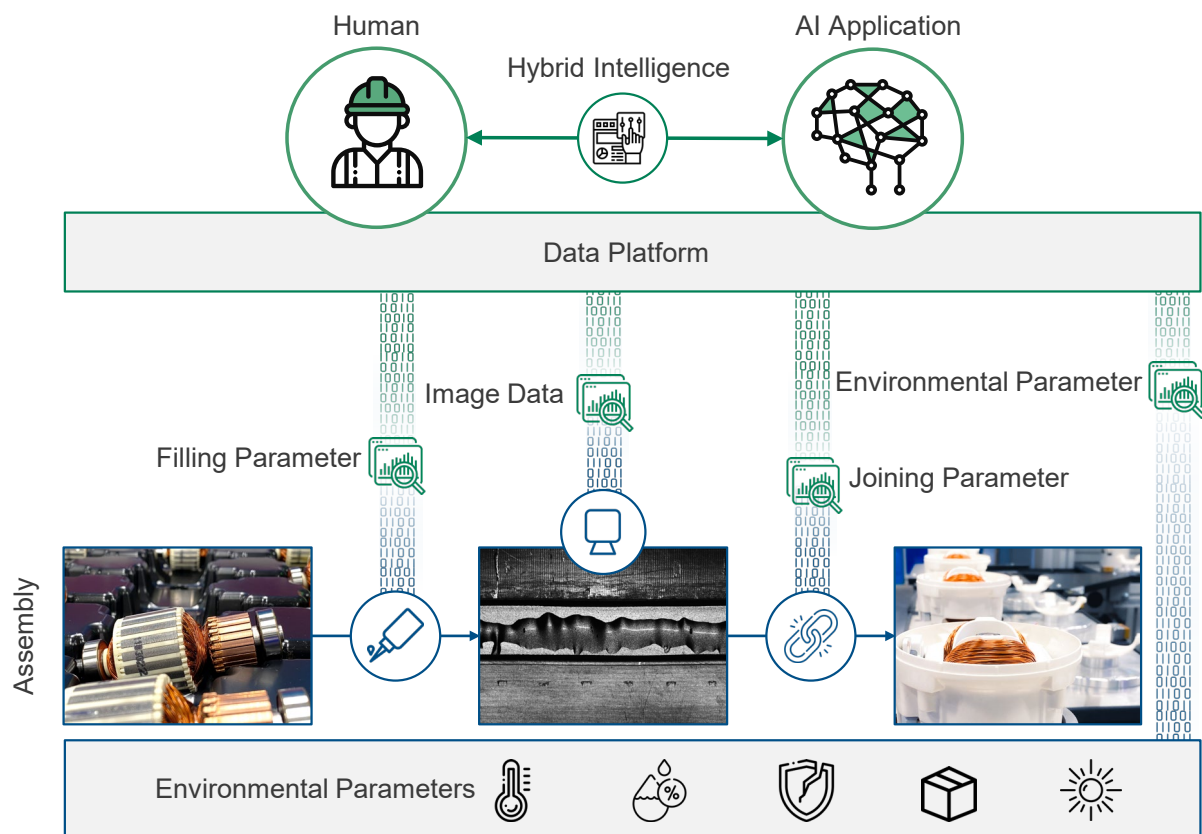 Human
AI Application
Hybrid Intelligence
Data Platform
Image Data
Environmental Parameter
Filling Parameter
Joining Parameter
Assembly
Environmental Parameters
%